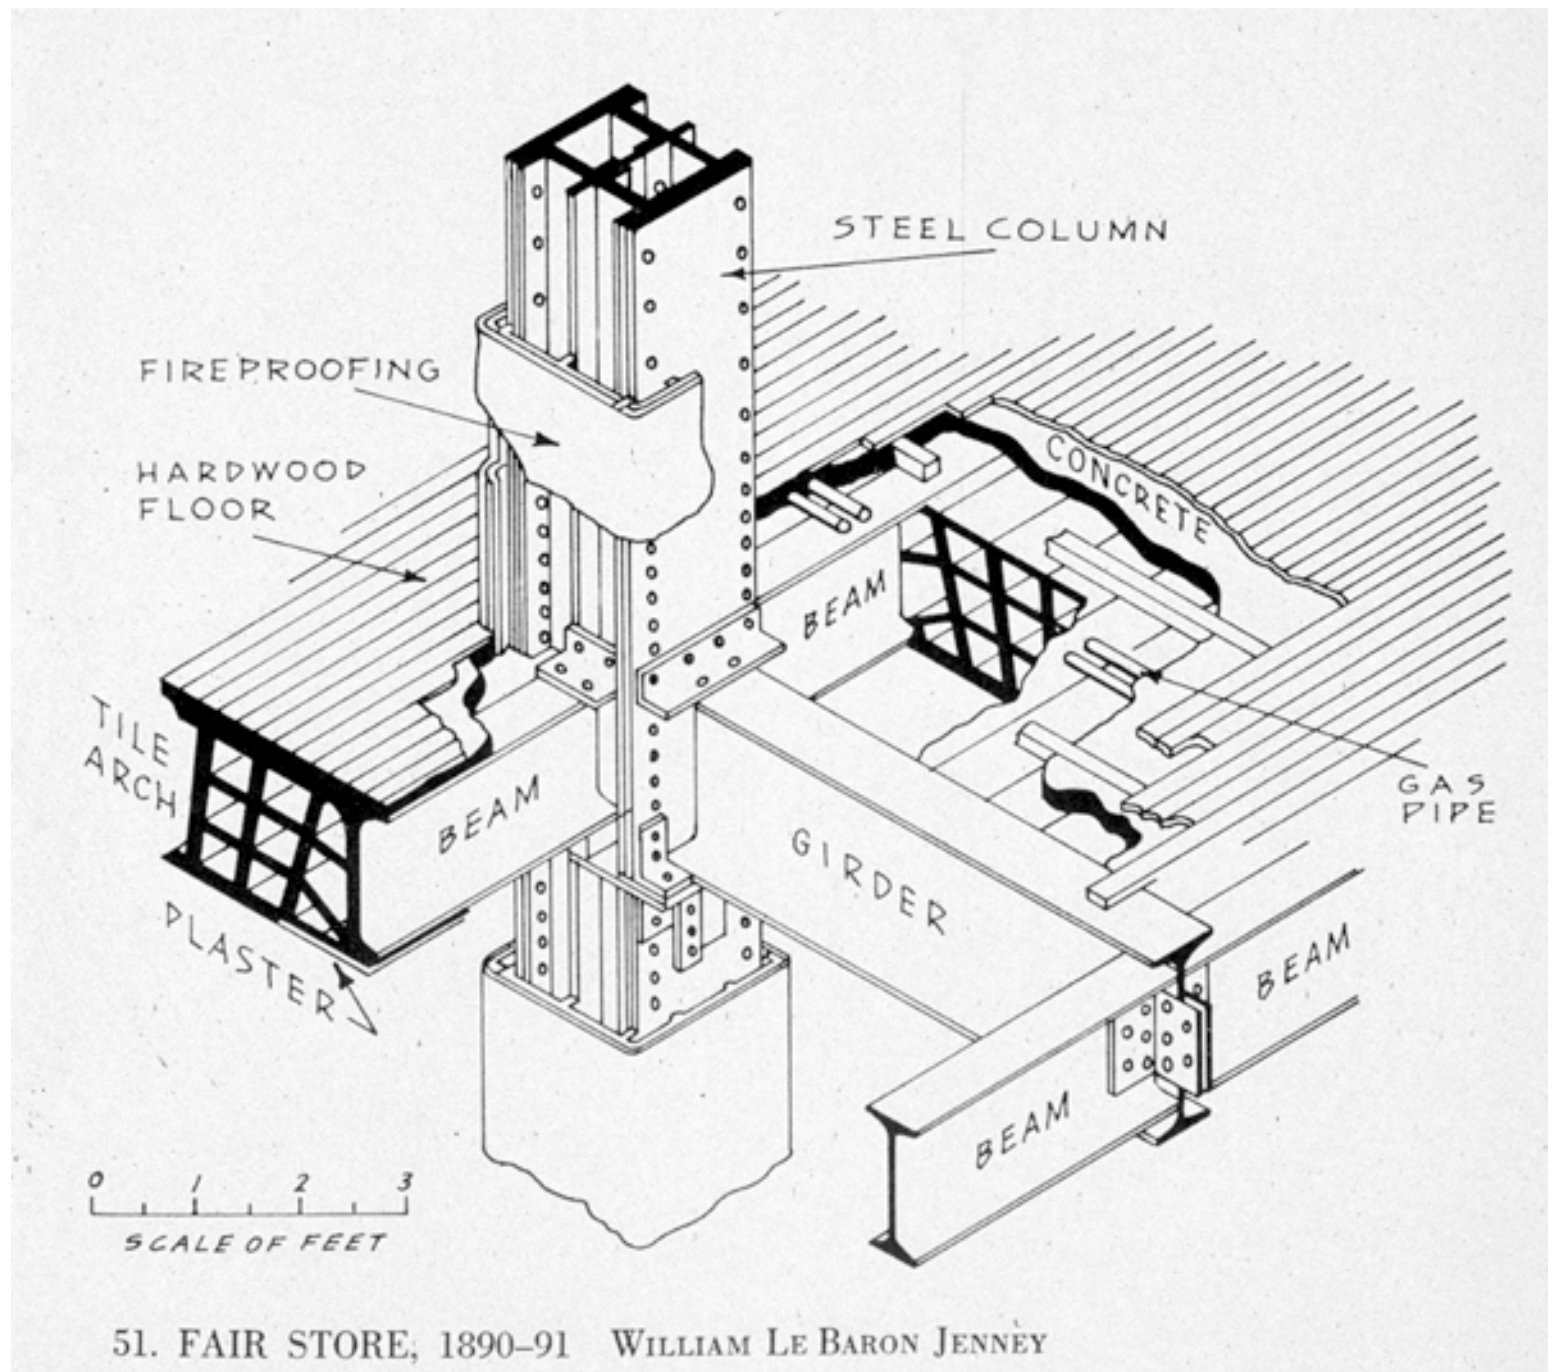 STEEL COLUMN
FIREPROOFING
HARDWOOD
FLOOR
CONCRETE
BEAM
TILE
ARCH
BEAM
GAS
PIPE
GIRDER
PLASTER
BEAM
BEAM
0 1 2 3
SCALE OF FEET
51. FAIR STORE, 1890–91 WILLIAM LE BARON JENNEY